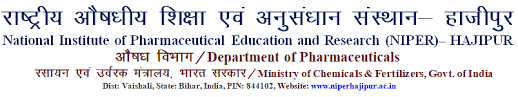 राष्ट्रीय औषधीय शिक्षा एवं अनुसंधान संस्थान– हाजीपुर
National Institute of Pharmaceutical Education and Research (NIPER)– HAJIPUR
औषध विभाग/Department of Pharmaceuticals
रसायन एवं उर्वरक मंत्रालय, भारत सरकार/Ministry of Chemicals & Fertilizers, Govt. of India
Dist: Vaishali, State: Bihar, India, PIN: 844102, Website: www.niperhajipur.ac.in